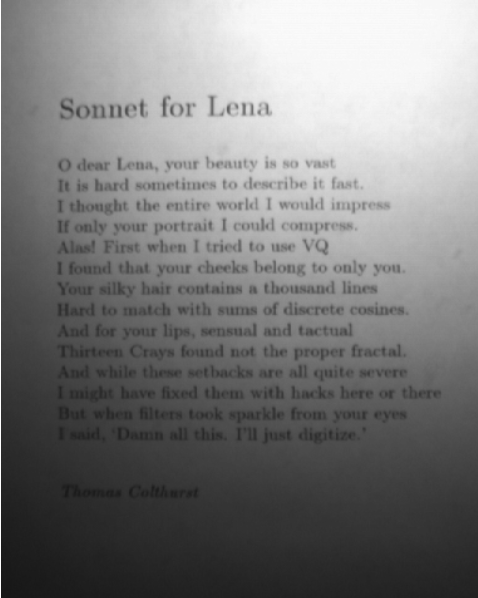 Sonnet for Lena
O dear Lena, your beauty is so vast
It is hard sometimes to describe it fast.
I thought the entire world I would impress
If only your portrait I could compress.
Alas! First when I tried to use VQ
I found that your cheeks belong to only you.
Your silky hair contains a thousand lines
Hard to match with sums of discrete cosines.
And for your lips, sensual and tactual
Thirteen Crays found not the proper fractal.
And while these setbacks are all quite severe
I might have fixed them with hacks here or there
But when filters took sparkle from your eyes
I said, 'Damn all this. I'll just digitize.'
Thomas Colthurst